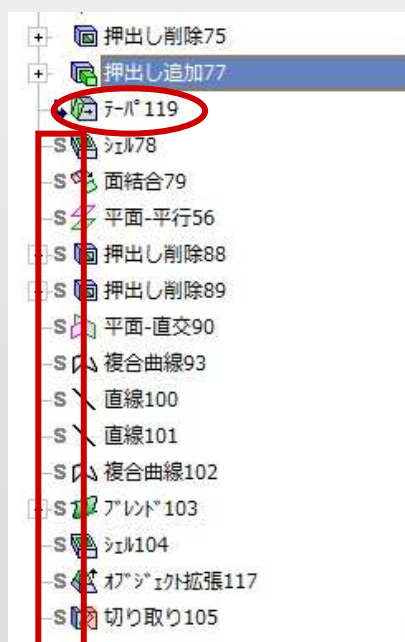 押出し削除75
押出し追加77
ﾃｰﾊﾟ119
S ｼｪﾙ78
S 面結合79
S 平面-平行56
S 押出し削除88
S 押出し削除89
S 平面-直交90
S 複合曲線93
S 直線100
S 直線101
S 複合曲線102
S ﾌﾞﾚﾝﾄﾞ103
S ｼｪﾙ104
S ｵﾌﾞｼﾞｪｸﾄ拡張117
S 切り取り105